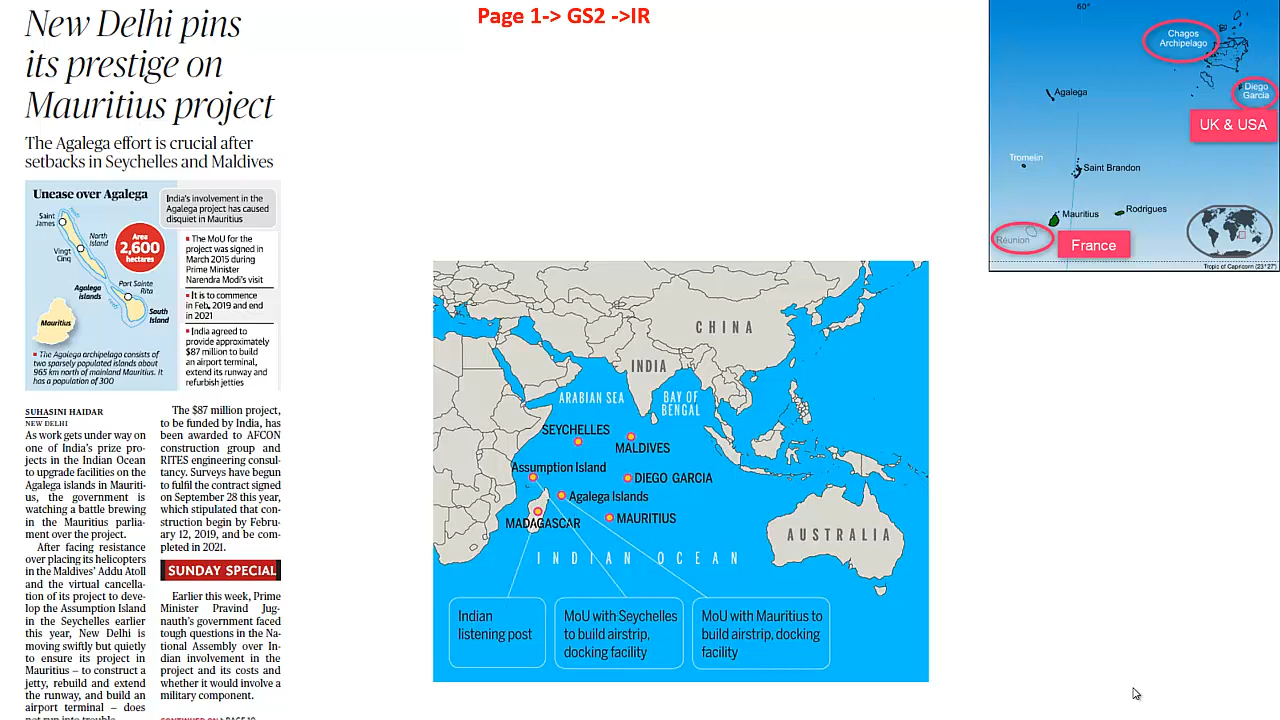 New Delhi pins
its prestige on
Mauritius project
The Agalega effort is crucial after
setbacks in Seychelles and Maldives
Unease over Agalega
Saint
James
North
Island
Vingt
Cinq
Area
2,600
hectares
Port Sainte
Rita
Agalega
islands
South
Island
Mauritius
▪ The Agalega archipelago consists of
two sparsely populated islands about
965 km north of mainland Mauritius. It
has a population of 300
India's involvement in the
Agalega project has caused
disquiet in Mauritius
▪ The MoU for the
project was signed in
March 2015 during
Prime Minister
Narendra Modi's visit
▪ It is to commence
in Feb. 2019 and end
in 2021
▪ India agreed to
provide approximately
$87 million to build
an airport terminal,
extend its runway and
refurbish jetties
SUHASINI HAIDAR
NEW DELHI
As work gets under way on
one of India's prize pro-
jects in the Indian Ocean
to upgrade facilities on the
Agalega islands in Mauriti-
us, the government is
watching a battle brewing
in the Mauritius parlia-
ment over the project.
After facing resistance
over placing its helicopters
in the Maldives' Addu Atoll
and the virtual cancella-
tion of its project to deve-
lop the Assumption Island
in the Seychelles earlier
this year, New Delhi is
moving swiftly but quietly
to ensure its project in
Mauritius – to construct a
jetty, rebuild and extend
the runway, and build an
airport terminal – does
not run into trouble.
The $87 million project,
to be funded by India, has
been awarded to AFCON
construction group and
RITES engineering consul-
tancy. Surveys have begun
to fulfil the contract signed
on September 28 this year,
which stipulated that con-
struction begin by Febru-
ary 12, 2019, and be com-
pleted in 2021.
SUNDAY SPECIAL
Earlier this week, Prime
Minister Pravind Jug-
nauth's government faced
tough questions in the Na-
tional Assembly over In-
dian involvement in the
project and its costs and
whether it would involve a
military component.
CONTINUED ON ▸ PAGE 10
Page 1-> GS2 ->IR
CHINA
INDIA
ARABIAN SEA
BAY OF
BENGAL
SEYCHELLES
MALDIVES
Assumption Island
DIEGO GARCIA
Agalega Islands
MADAGASCAR
MAURITIUS
AUSTRALIA
INDIAN OCEAN
Indian
listening post
MoU with Seychelles
to build airstrip,
docking facility
MoU with Mauritius to
build airstrip, docking
facility
60°
Chagos
Archipelago
Agalega
Diego
Garcia
UK & USA
Tromelin
Saint Brandon
Mauritius
Rodrigues
Réunion
France
Tropic of Capricorn (23°27')